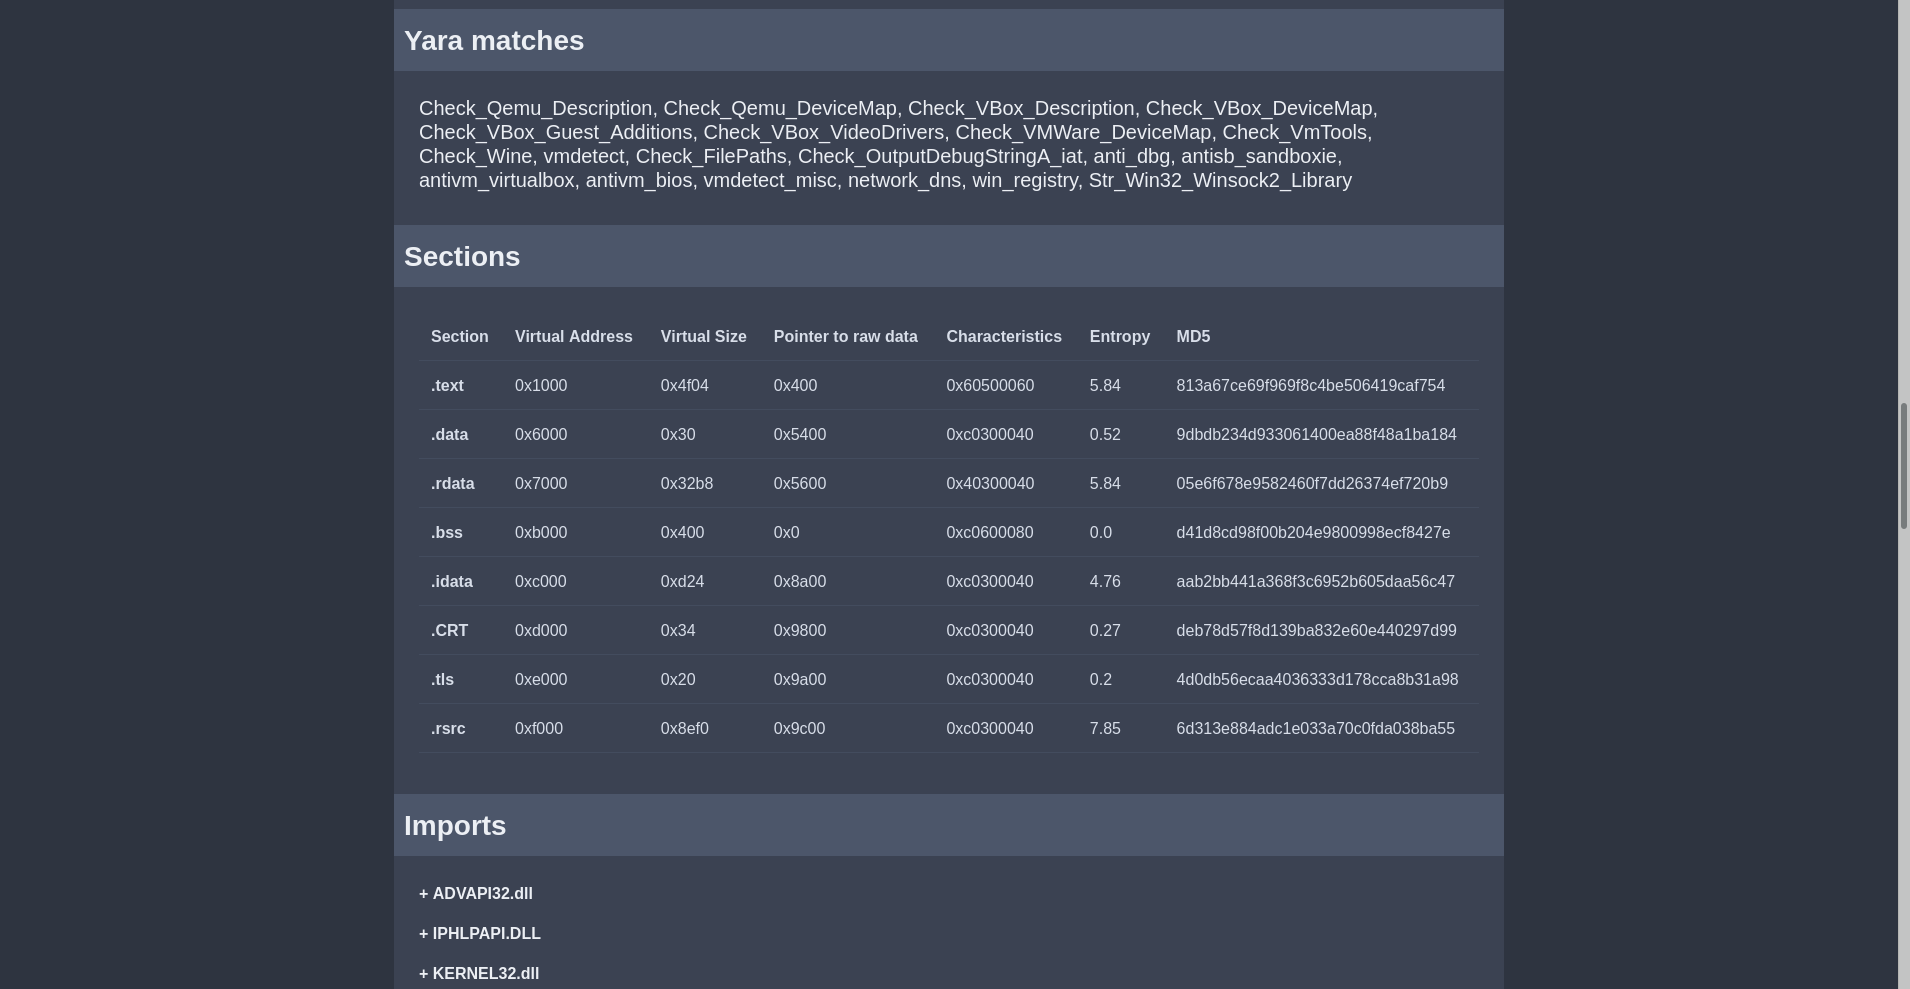 Yara matches
Check_Qemu_Description, Check_Qemu_DeviceMap, Check_VBox_Description, Check_VBox_DeviceMap,
Check_VBox_Guest_Additions, Check_VBox_VideoDrivers, Check_VMWare_DeviceMap, Check_VmTools,
Check_Wine, vmdetect, Check_FilePaths, Check_OutputDebugStringA_iat, anti_dbg, antisb_sandboxie,
antivm_virtualbox, antivm_bios, vmdetect_misc, network_dns, win_registry, Str_Win32_Winsock2_Library
Sections
Section Virtual Address Virtual Size Pointer to raw data Characteristics Entropy MD5
.text 0x1000 0x4f04 0x400 0x60500060 5.84 813a67ce69f969f8c4be506419caf754
.data 0x6000 0x30 0x5400 0xc0300040 0.52 9dbdb234d933061400ea88f48a1ba184
.rdata 0x7000 0x32b8 0x5600 0x40300040 5.84 05e6f678e9582460f7dd26374ef720b9
.bss 0xb000 0x400 0x0 0xc0600080 0.0 d41d8cd98f00b204e9800998ecf8427e
.idata 0xc000 0xd24 0x8a00 0xc0300040 4.76 aab2bb441a368f3c6952b605daa56c47
.CRT 0xd000 0x34 0x9800 0xc0300040 0.27 deb78d57f8d139ba832e60e440297d99
.tls 0xe000 0x20 0x9a00 0xc0300040 0.2 4d0db56ecaa4036333d178cca8b31a98
.rsrc 0xf000 0x8ef0 0x9c00 0xc0300040 7.85 6d313e884adc1e033a70c0fda038ba55
Imports
+ ADVAPI32.dll
+ IPHLPAPI.DLL
+ KERNEL32.dll